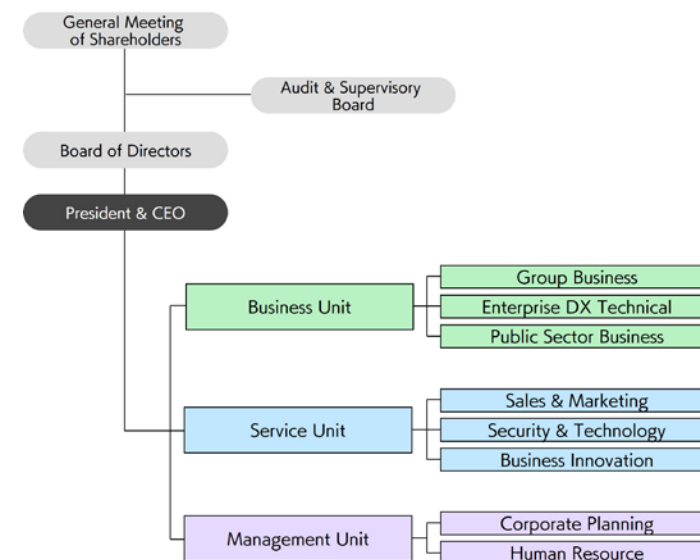 General Meeting
of Shareholders
Audit & Supervisory
Board
Board of Directors
President & CEO
Business Unit
Group Business
Enterprise DX Technical
Public Sector Business
Service Unit
Sales & Marketing
Security & Technology
Business Innovation
Management Unit
Corporate Planning
Human Resource